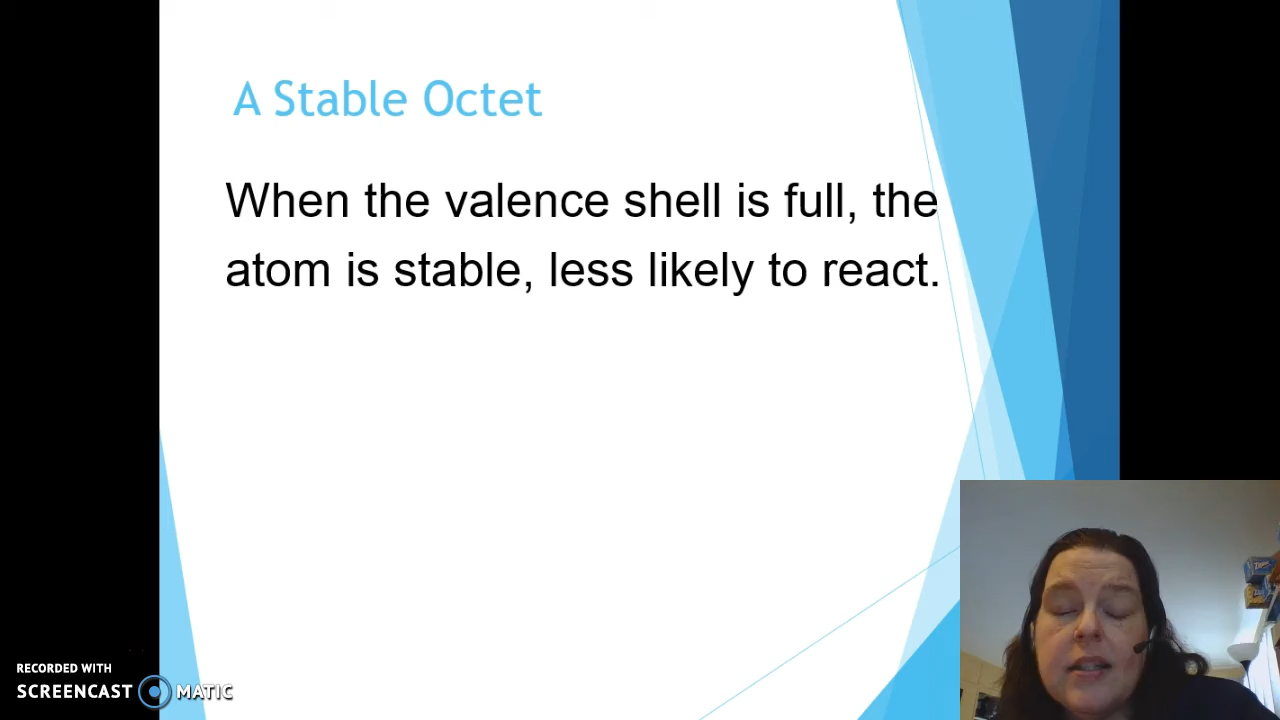 A Stable Octet
When the valence shell is full, the
atom is stable, less likely to react.
RECORDED WITH
SCREENCAST MATIC